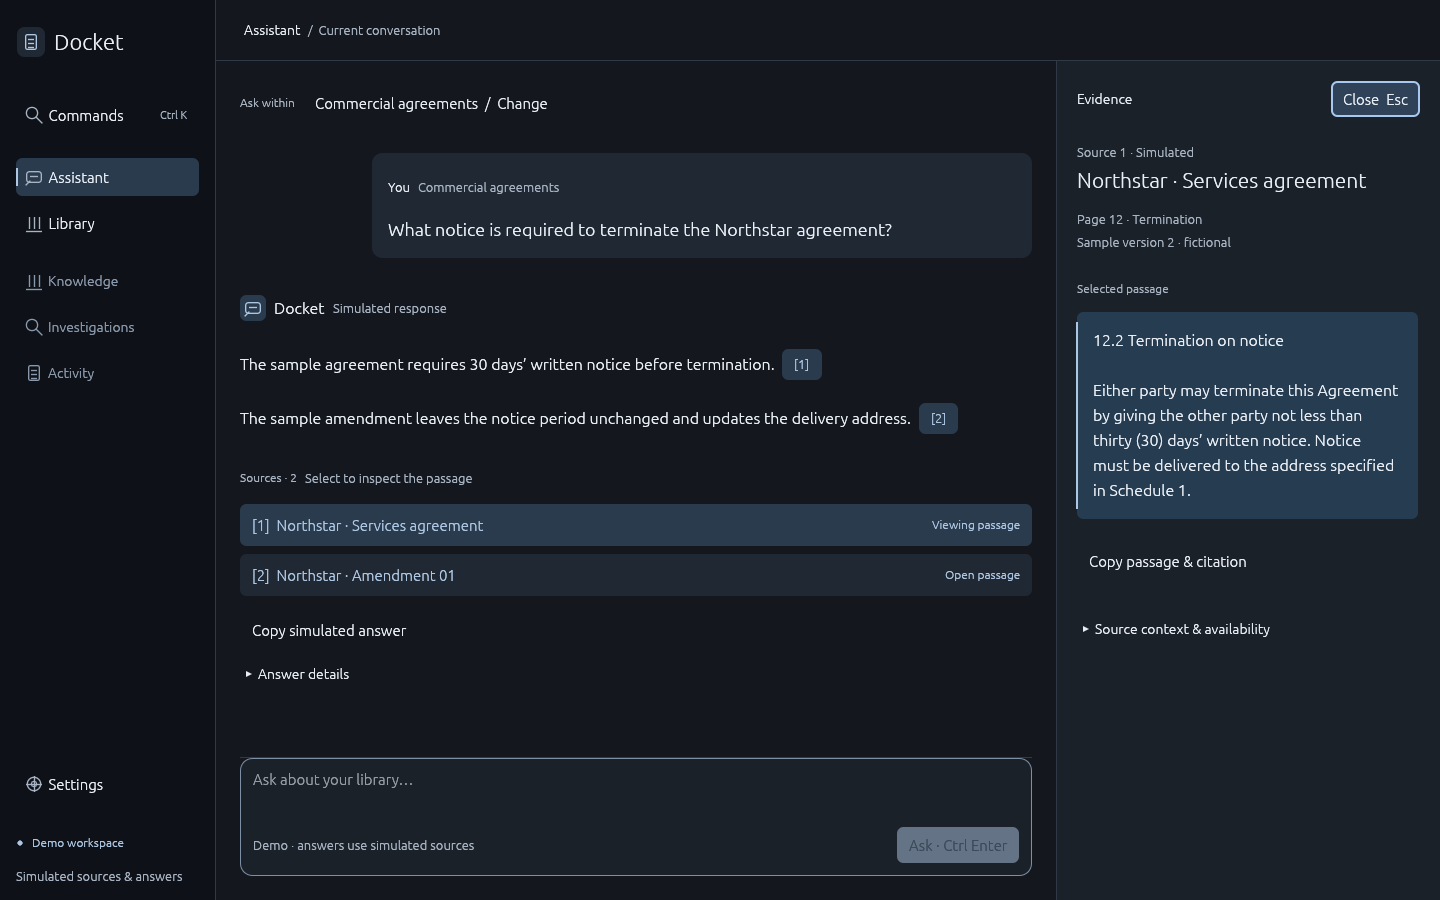 Docket
Commands Ctrl K
Assistant
Library
Knowledge
Investigations
Activity
Settings
Demo workspace
Simulated sources & answers
Assistant / Current conversation
Ask within Commercial agreements / Change
You Commercial agreements
What notice is required to terminate the Northstar agreement?
Docket Simulated response
The sample agreement requires 30 days’ written notice before termination. [1]
The sample amendment leaves the notice period unchanged and updates the delivery address. [2]
Sources · 2 Select to inspect the passage
[1] Northstar · Services agreement Viewing passage
[2] Northstar · Amendment 01 Open passage
Copy simulated answer
▸ Answer details
Ask about your library…
Demo · answers use simulated sources Ask · Ctrl Enter
Evidence Close Esc
Source 1 · Simulated
Northstar · Services agreement
Page 12 · Termination
Sample version 2 · fictional
Selected passage
12.2 Termination on notice
Either party may terminate this Agreement
by giving the other party not less than
thirty (30) days’ written notice. Notice
must be delivered to the address specified
in Schedule 1.
Copy passage & citation
▸ Source context & availability